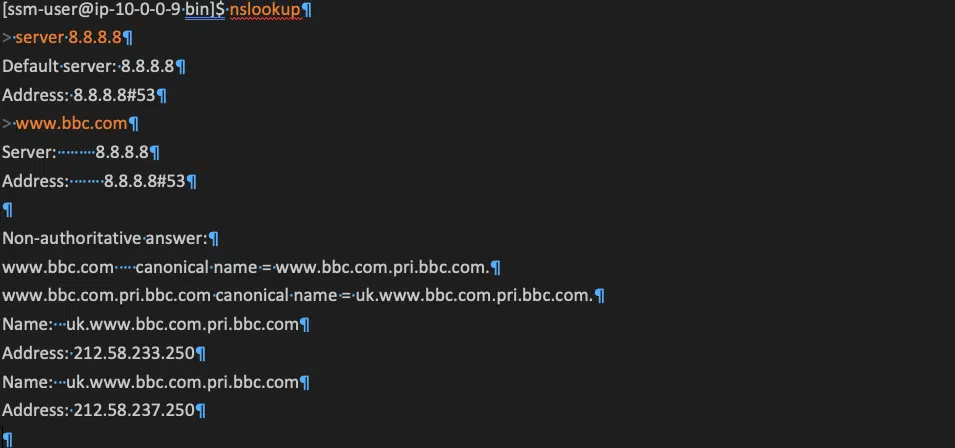 [ssm-user@ip-10-0-0-9 bin]$ nslookup
> server 8.8.8.8
Default server: 8.8.8.8
Address: 8.8.8.8#53
> www.bbc.com
Server:         8.8.8.8
Address:       8.8.8.8#53

Non-authoritative answer:
www.bbc.com    canonical name = www.bbc.com.pri.bbc.com.
www.bbc.com.pri.bbc.com canonical name = uk.www.bbc.com.pri.bbc.com.
Name:   uk.www.bbc.com.pri.bbc.com
Address: 212.58.233.250
Name:   uk.www.bbc.com.pri.bbc.com
Address: 212.58.237.250